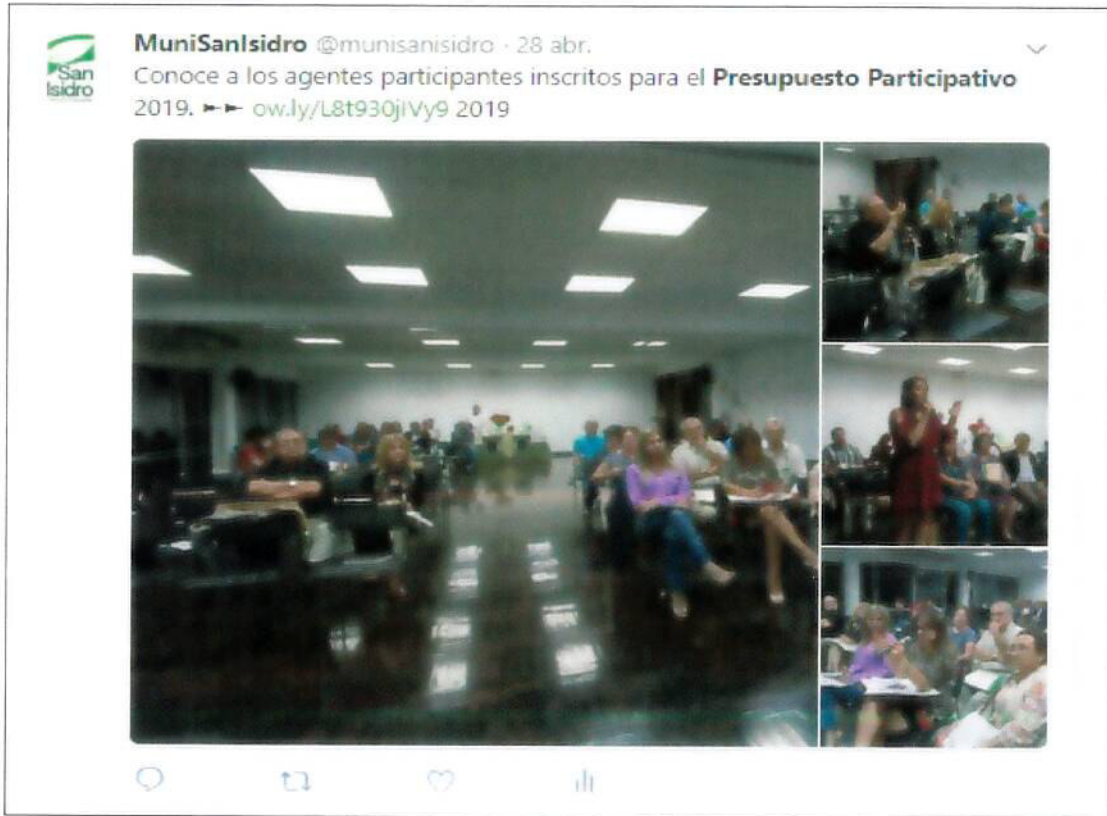 San
Isidro
MuniSanIsidro @munisanisidro · 28 abr.
Conoce a los agentes participantes inscritos para el Presupuesto Participativo
2019. ►► ow.ly/L8t930jIVy9 2019